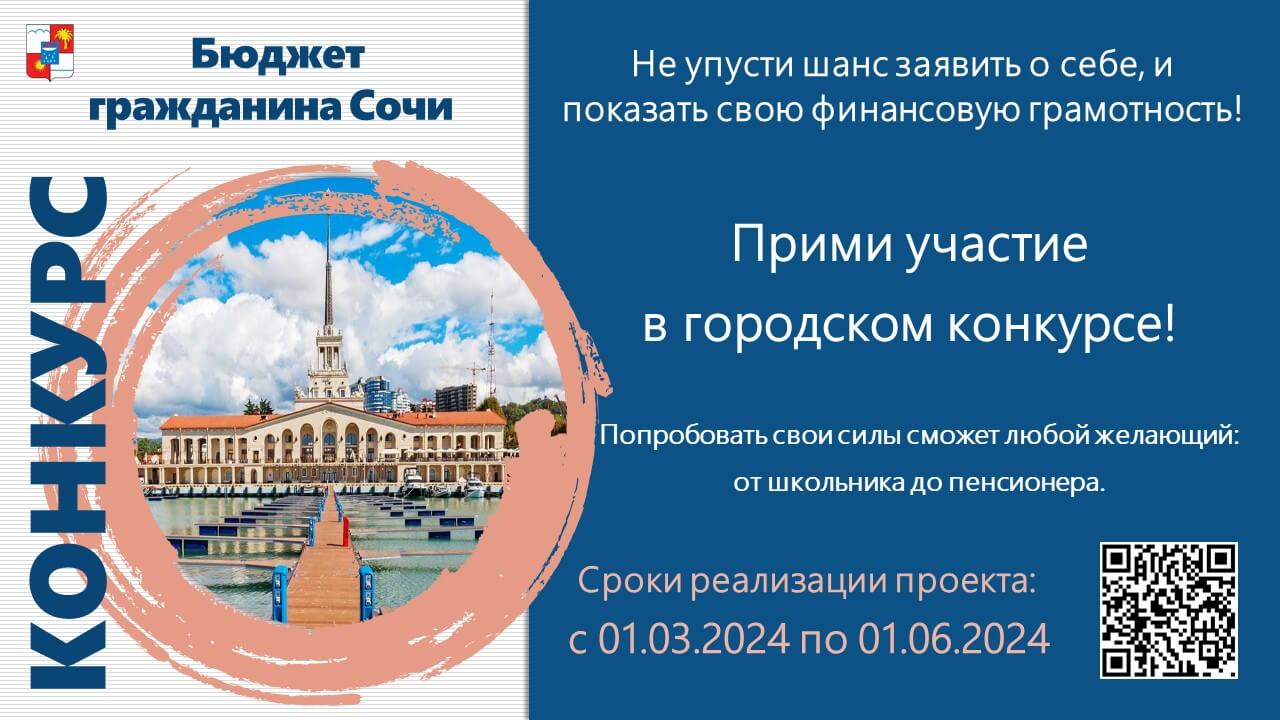 Бюджет
гражданина Сочи
КОНКУРС
Не упусти шанс заявить о себе, и
показать свою финансовую грамотность!
Прими участие
в городском конкурсе!
Попробовать свои силы сможет любой желающий:
от школьника до пенсионера.
Сроки реализации проекта:
с 01.03.2024 по 01.06.2024